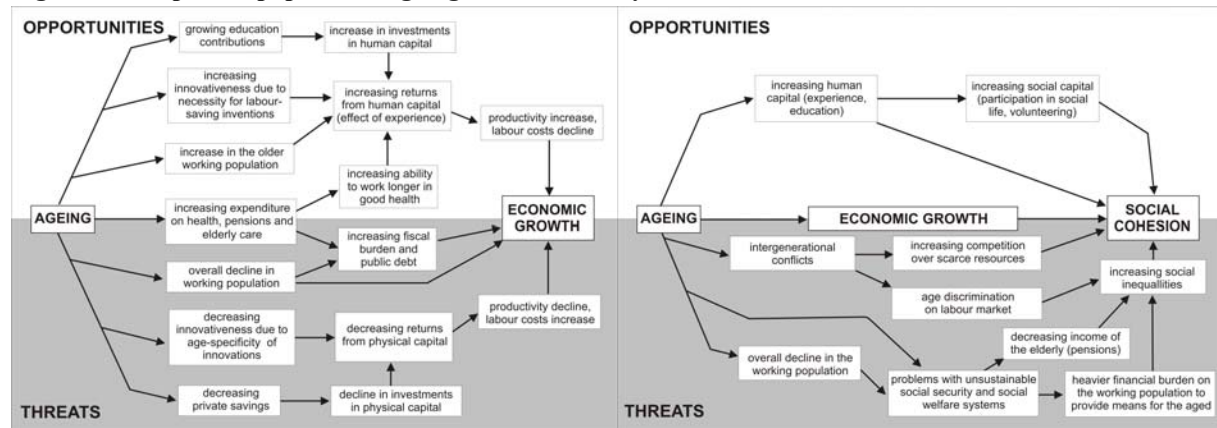 OPPORTUNITIES
growing education
contributions
increase in investments
in human capital
increasing
innovativeness due to
necessity for labour-
saving inventions
increasing returns
from human capital
(effect of experience)
productivity increase,
labour costs decline
increase in the older
working population
increasing ability
to work longer in
good health
AGEING
increasing expenditure
on health, pensions and
elderly care
increasing fiscal
burden and
public debt
ECONOMIC
GROWTH
overall decline in
working population
productivity decline,
labour costs increase
decreasing
innovativeness due to
age-specificity of
innovations
decreasing returns
from physical capital
decreasing
private savings
decline in investments
in physical capital
THREATS
OPPORTUNITIES
increasing human
capital (experience,
education)
increasing social capital
(participation in social
life, volunteering)
AGEING
ECONOMIC GROWTH
SOCIAL
COHESION
intergenerational
conflicts
increasing competition
over scarce resources
increasing social
inequallities
age discrimination
on labour market
decreasing income of
the elderly (pensions)
overall decline in the
working population
problems with unsustainable
social security and social
welfare systems
heavier financial burden on
the working population to
provide means for the aged
THREATS